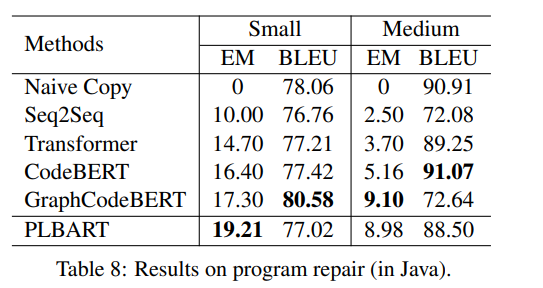 Methods Small Medium
EM BLEU EM BLEU
Naive Copy 0 78.06 0 90.91
Seq2Seq 10.00 76.76 2.50 72.08
Transformer 14.70 77.21 3.70 89.25
CodeBERT 16.40 77.42 5.16 91.07
GraphCodeBERT 17.30 80.58 9.10 72.64
PLBART 19.21 77.02 8.98 88.50
Table 8: Results on program repair (in Java).